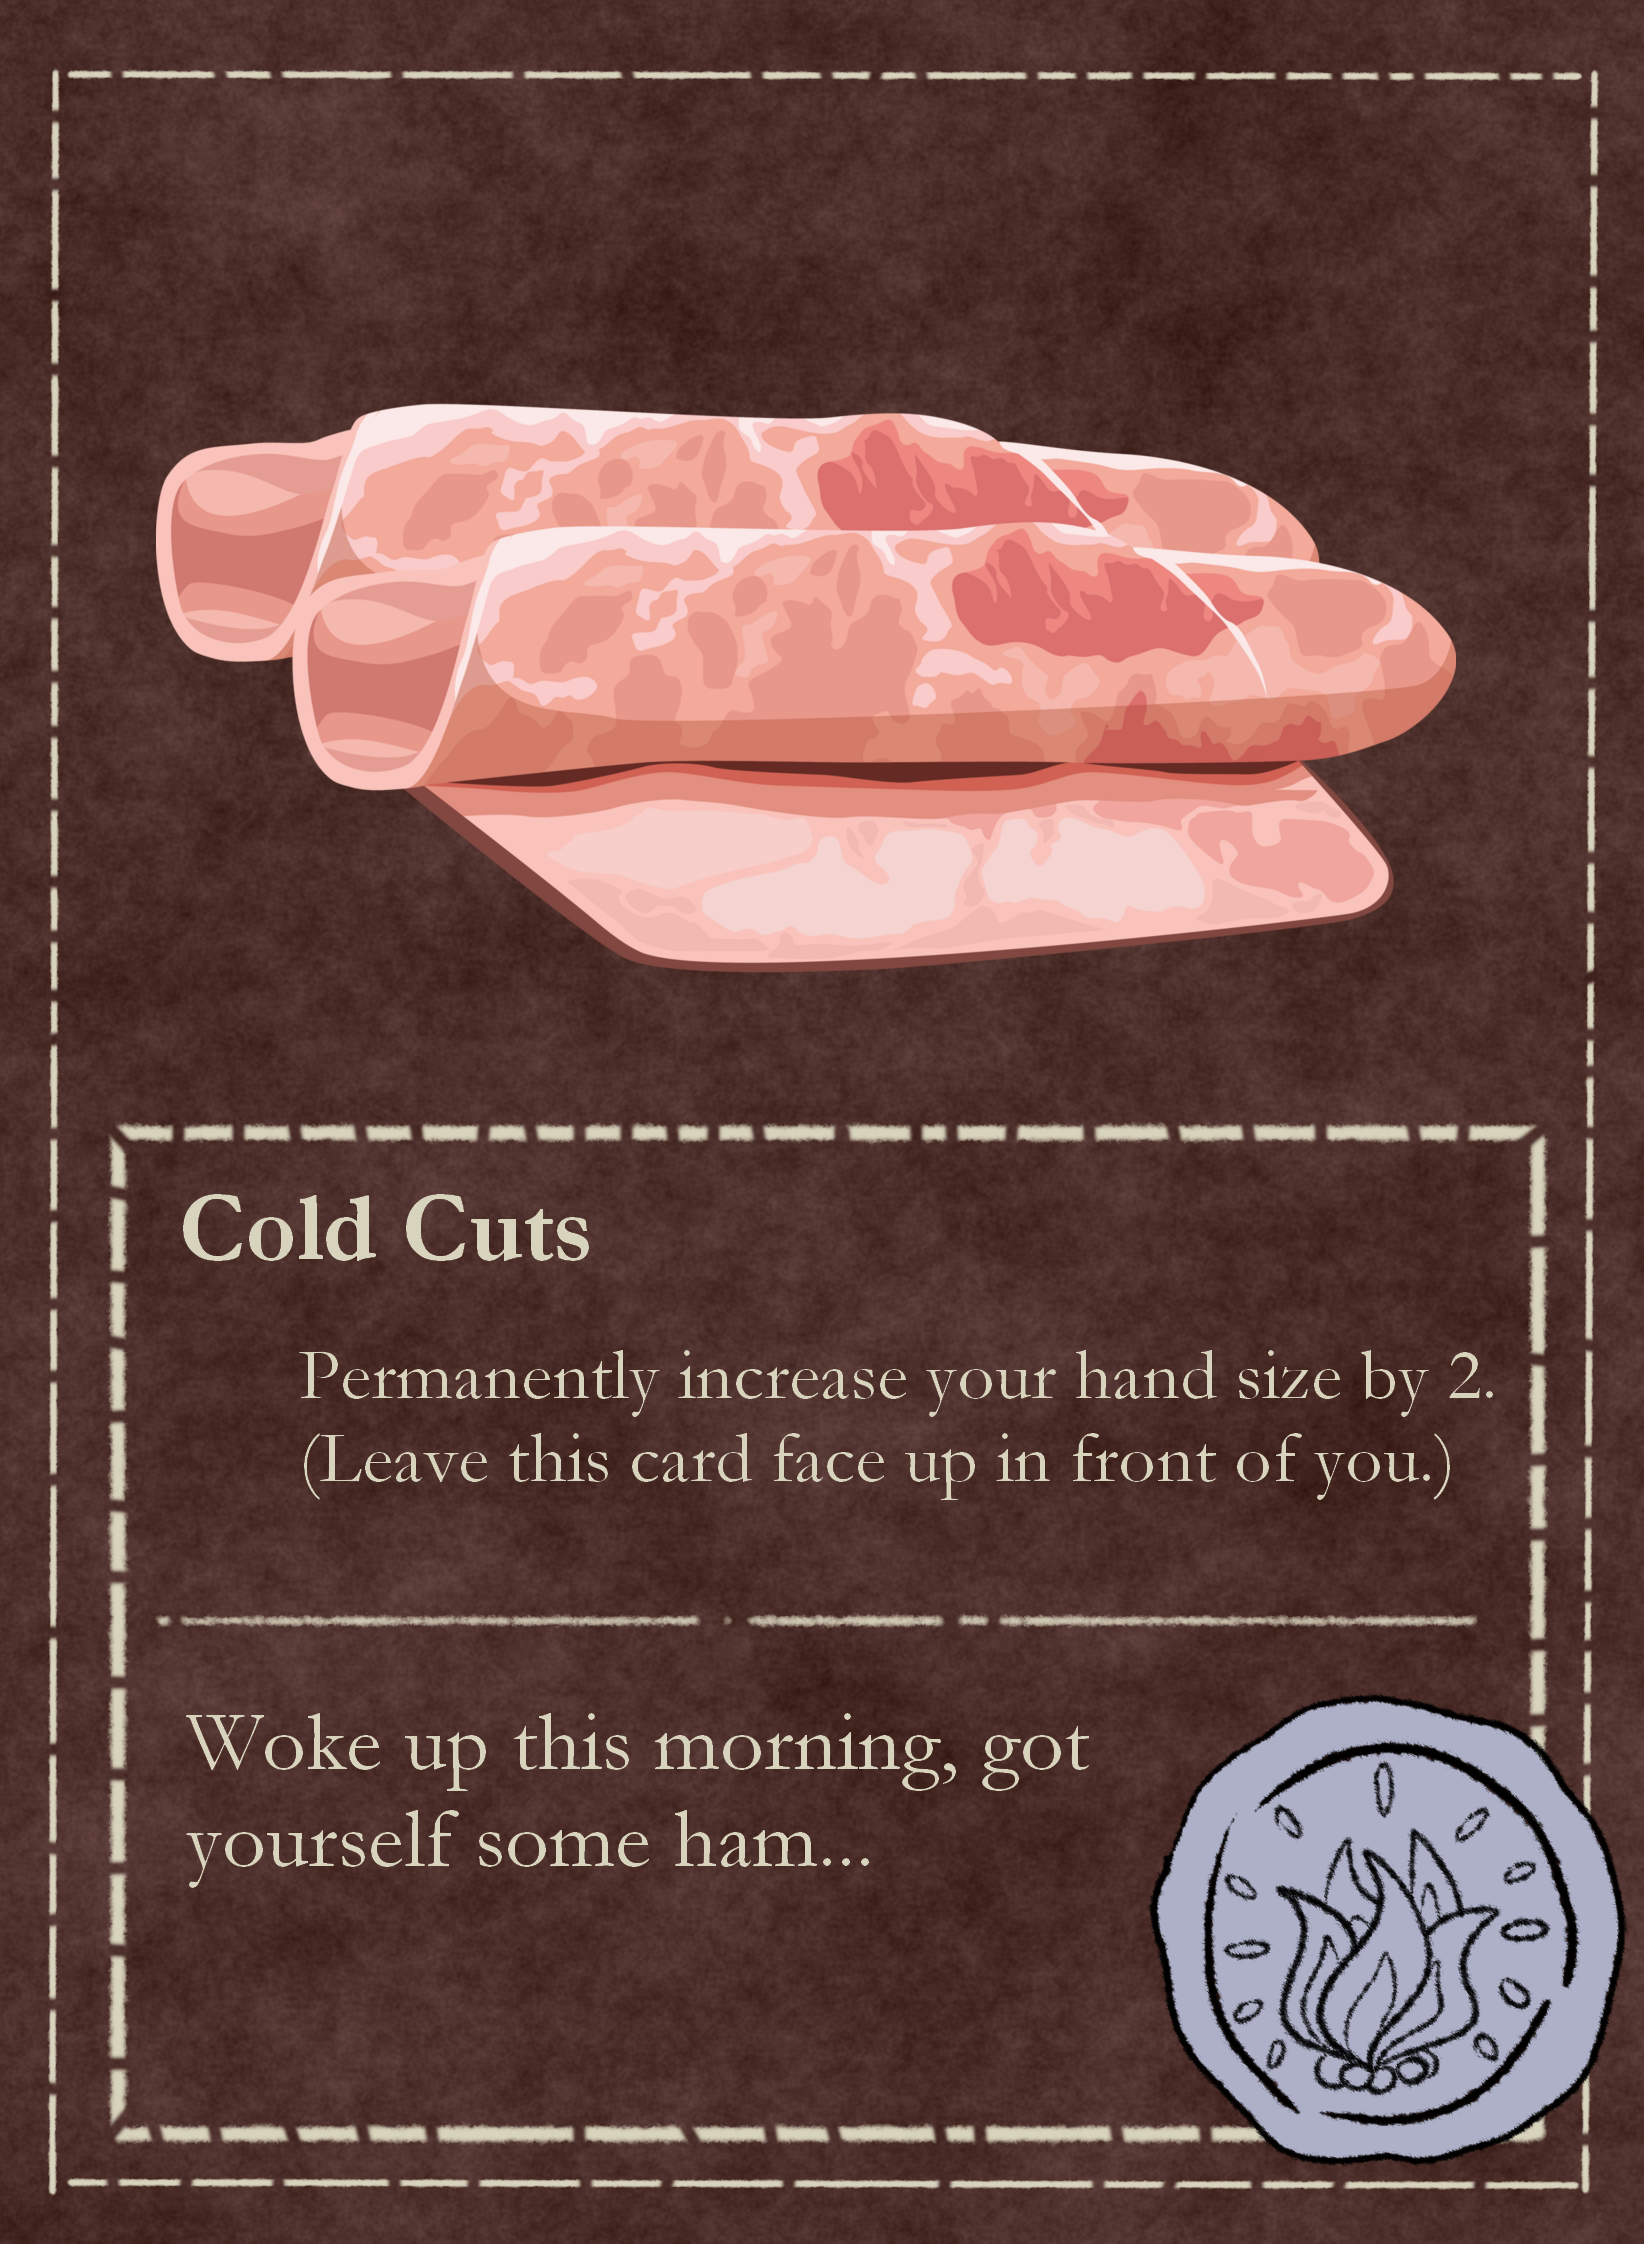 Cold Cuts
Permanently increase your hand size by 2.
(Leave this card face up in front of you.)
Woke up this morning, got
yourself some ham...